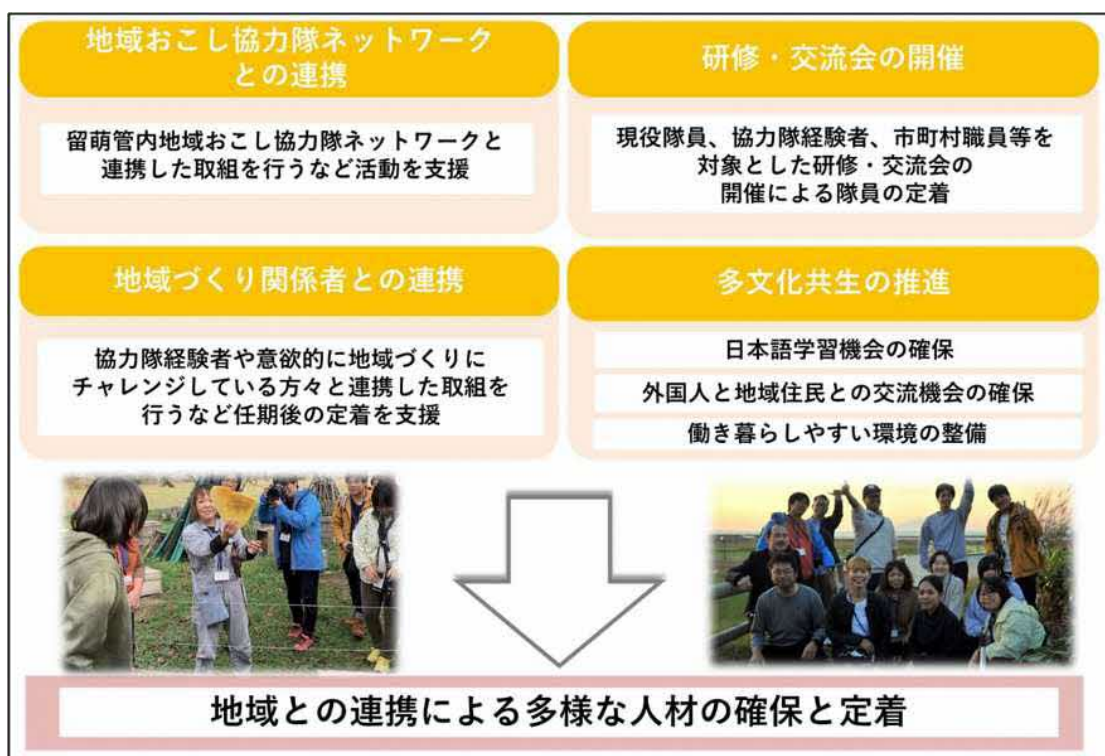 地域おこし協力隊ネットワーク
との連携
留萌管内地域おこし協力隊ネットワークと
連携した取組を行うなど活動を支援
研修・交流会の開催
現役隊員、協力隊経験者、市町村職員等を
対象とした研修・交流会の
開催による隊員の定着
地域づくり関係者との連携
協力隊経験者や意欲的に地域づくりに
チャレンジしている方々と連携した取組を
行うなど任期後の定着を支援
多文化共生の推進
日本語学習機会の確保
外国人と地域住民との交流機会の確保
働き暮らしやすい環境の整備
地域との連携による多様な人材の確保と定着